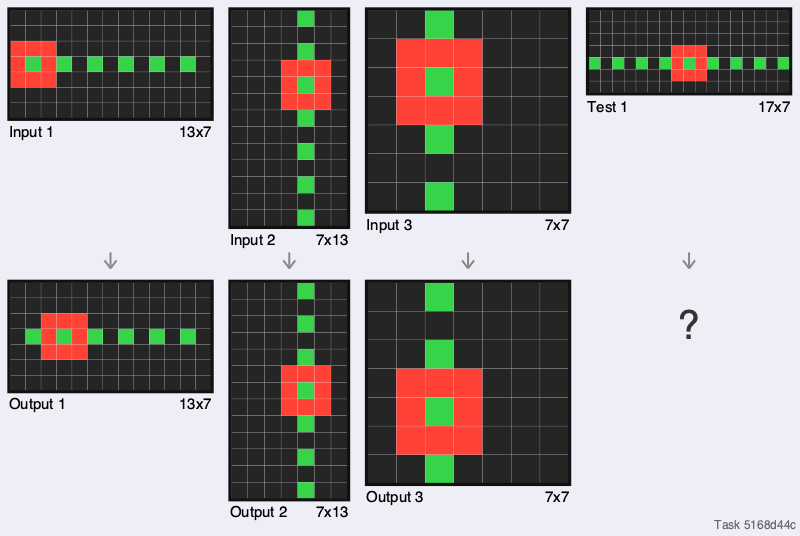 Input 1 13x7
Input 2 7x13
Input 3 7x7
Test 1 17x7
Output 1 13x7
Output 2 7x13
Output 3 7x7
?
Task 5168d44c